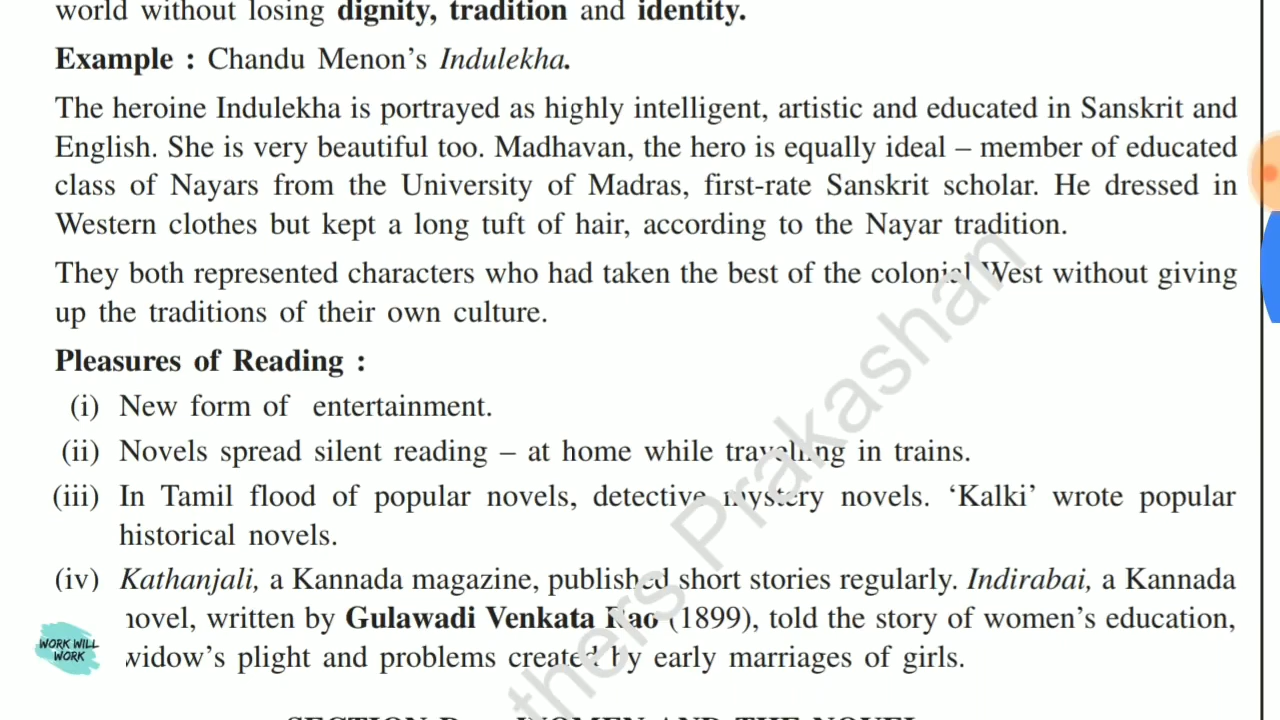 world without losing dignity, tradition and identity.
Example : Chandu Menon's Indulekha.
The heroine Indulekha is portrayed as highly intelligent, artistic and educated in Sanskrit and
English. She is very beautiful too. Madhavan, the hero is equally ideal – member of educated
class of Nayars from the University of Madras, first-rate Sanskrit scholar. He dressed in
Western clothes but kept a long tuft of hair, according to the Nayar tradition.
They both represented characters who had taken the best of the colonial West without giving
up the traditions of their own culture.
Pleasures of Reading :
(i) New form of entertainment.
(ii) Novels spread silent reading – at home while travelling in trains.
(iii) In Tamil flood of popular novels, detective mystery novels. 'Kalki' wrote popular
historical novels.
(iv) Kathanjali, a Kannada magazine, published short stories regularly. Indirabai, a Kannada
novel, written by Gulawadi Venkata Rao (1899), told the story of women's education,
widow's plight and problems created by early marriages of girls.
WORK WILL
WORK
thers Prakashan
WOMEN AND THE NOVEL